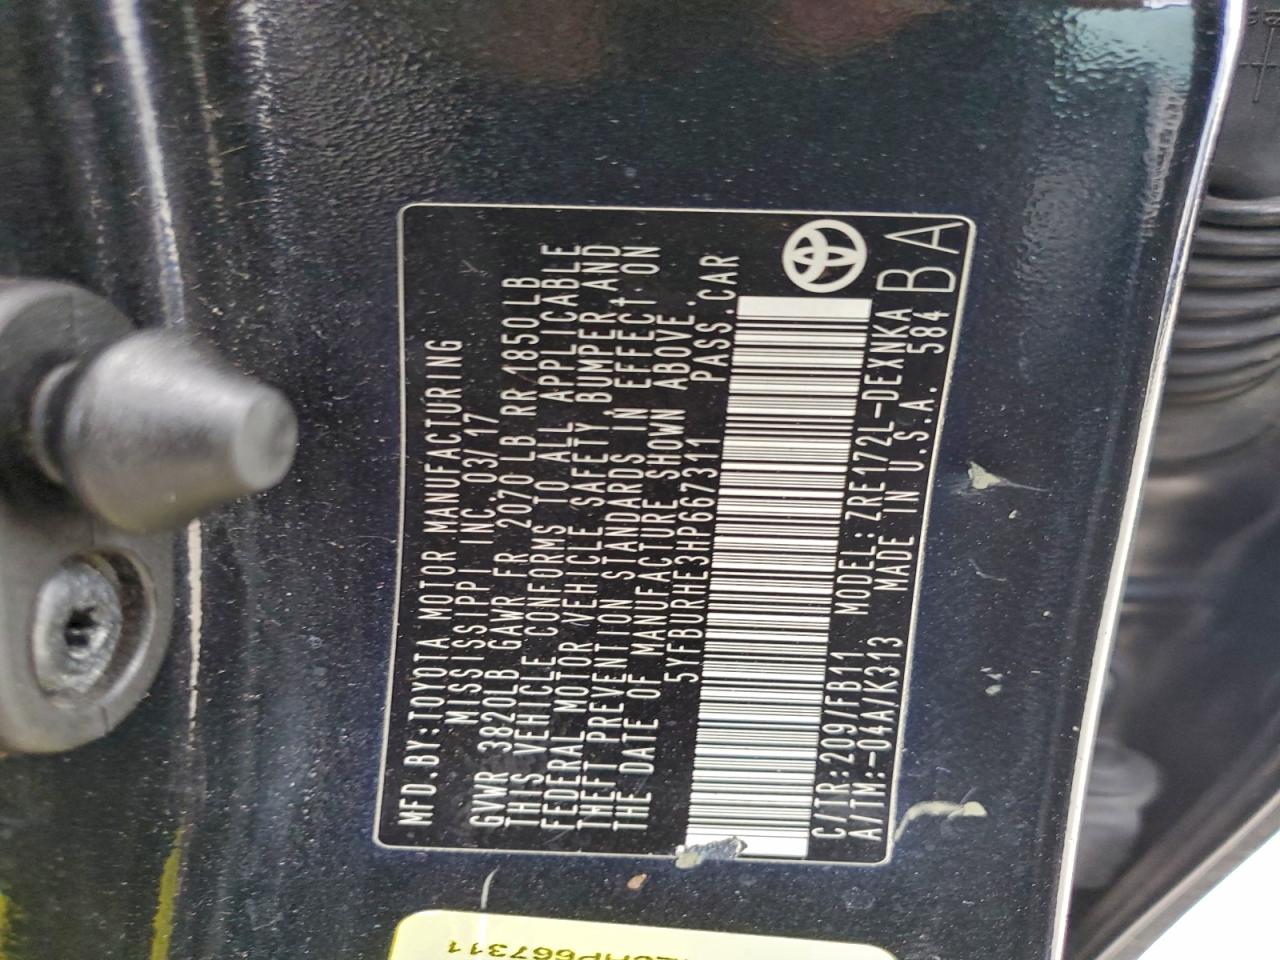 MFD.BY:TOYOTA MOTOR MANUFACTURING
MISSISSIPPI INC.03/17
GVWR 3820LB GAWR FR 2070 LB RR 1850LB
THIS VEHICLE CONFORMS TO ALL APPLICABLE
FEDERAL MOTOR VEHICLE SAFETY,BUMPER,AND
THEFT PREVENTION STANDARDS IN EFFECT ON
THE DATE OF MANUFACTURE SHOWN ABOVE.
5YFBURHE3HP667311 PASS.CAR
C/TR:209/FB11 MODEL:ZRE172L-DEXNKA
A/TM:-04A/K313 MADE IN U.S.A. 584
BA
HP667311